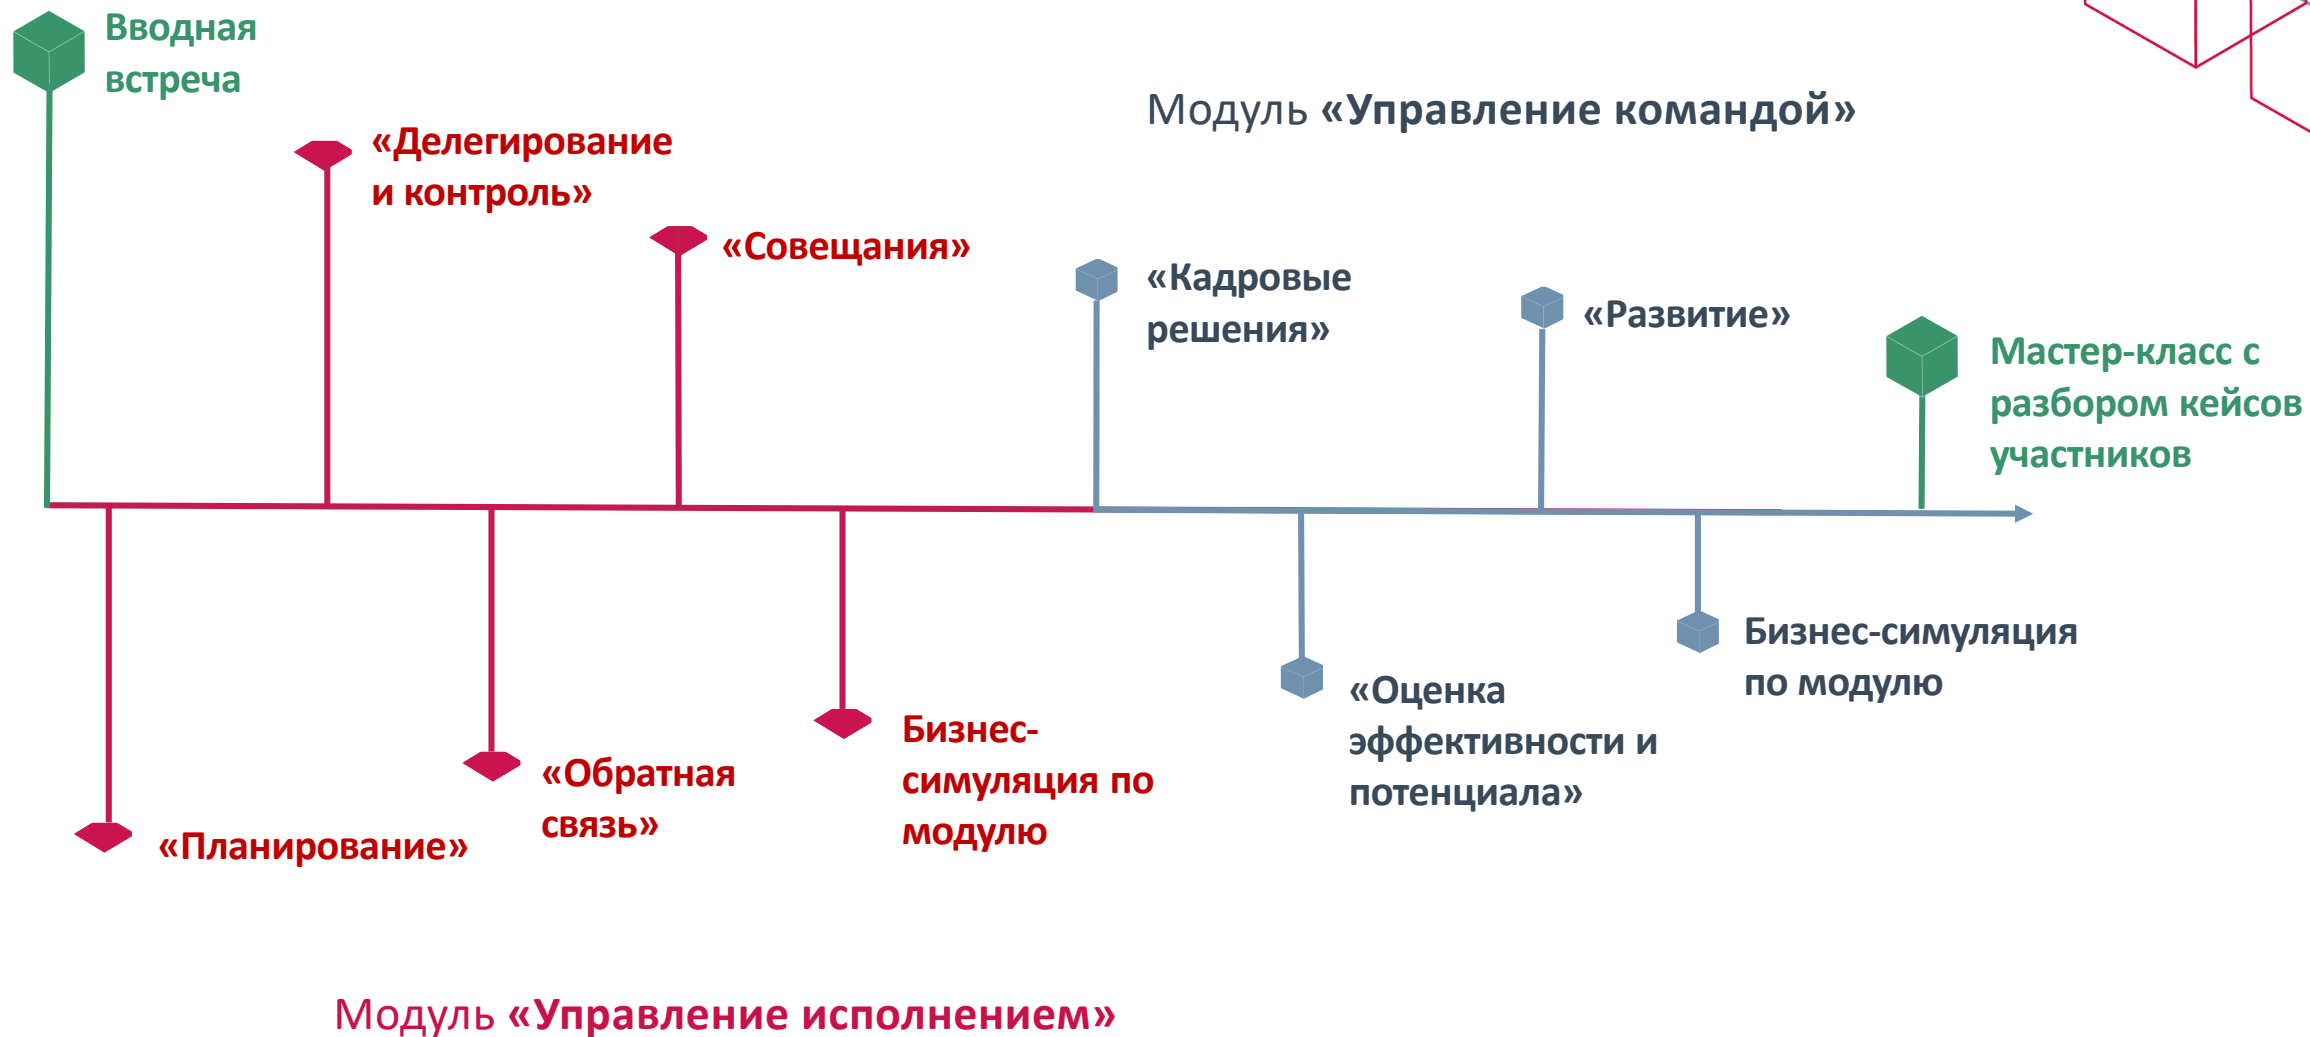 Вводная
встреча
Модуль «Управление командой»
«Делегирование
и контроль»
«Совещания»
«Кадровые
решения»
«Развитие»
Мастер-класс с
разбором кейсов
участников
Бизнес-симуляция
по модулю
«Оценка
эффективности и
потенциала»
Бизнес-
симуляция по
модулю
«Обратная
связь»
«Планирование»
Модуль «Управление исполнением»